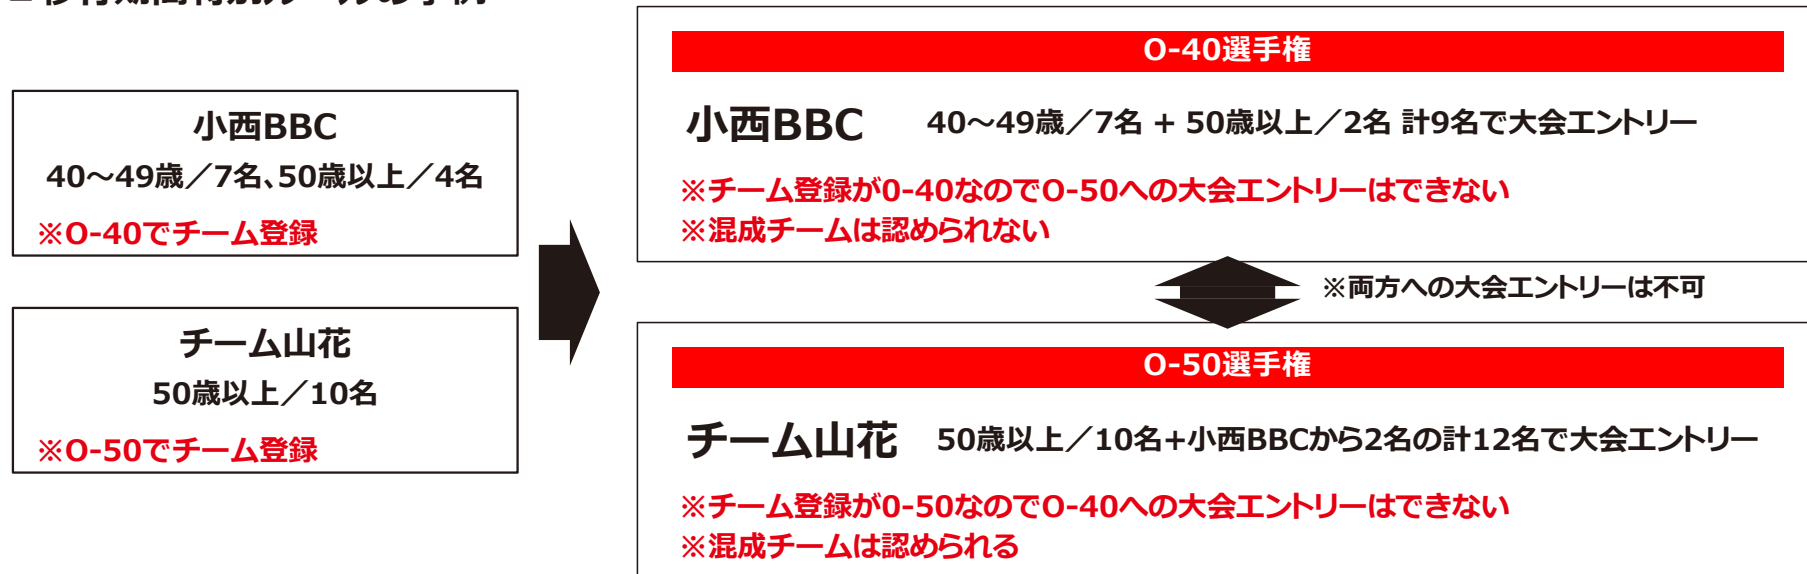 小西BBC
40～49歳／7名、50歳以上／4名
※O-40でチーム登録
チーム山花
50歳以上／10名
※O-50でチーム登録
O-40選手権
小西BBC 40～49歳／7名 + 50歳以上／2名 計9名で大会エントリー
※チーム登録が0-40なのでO-50への大会エントリーはできない
※混成チームは認められない
※両方への大会エントリーは不可
O-50選手権
チーム山花 50歳以上／10名+小西BBCから2名の計12名で大会エントリー
※チーム登録が0-50なのでO-40への大会エントリーはできない
※混成チームは認められる